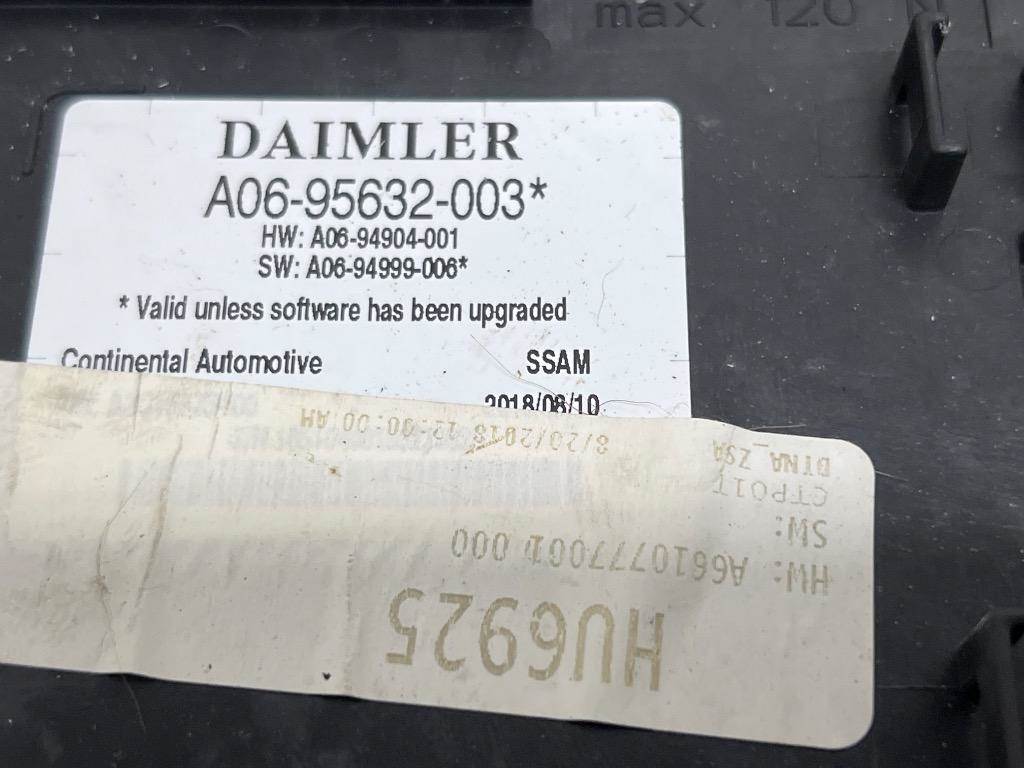 max 120 N
DAIMLER
A06-95632-003*
HW: A06-94904-001
SW: A06-94999-006*
* Valid unless software has been upgraded
Continental Automotive SSAM
2018/08/10
HU6925
HW: A6610777001 000
SW:
CTP01T
DTNA_Z9A
8/20/2018 12:00:00 AM